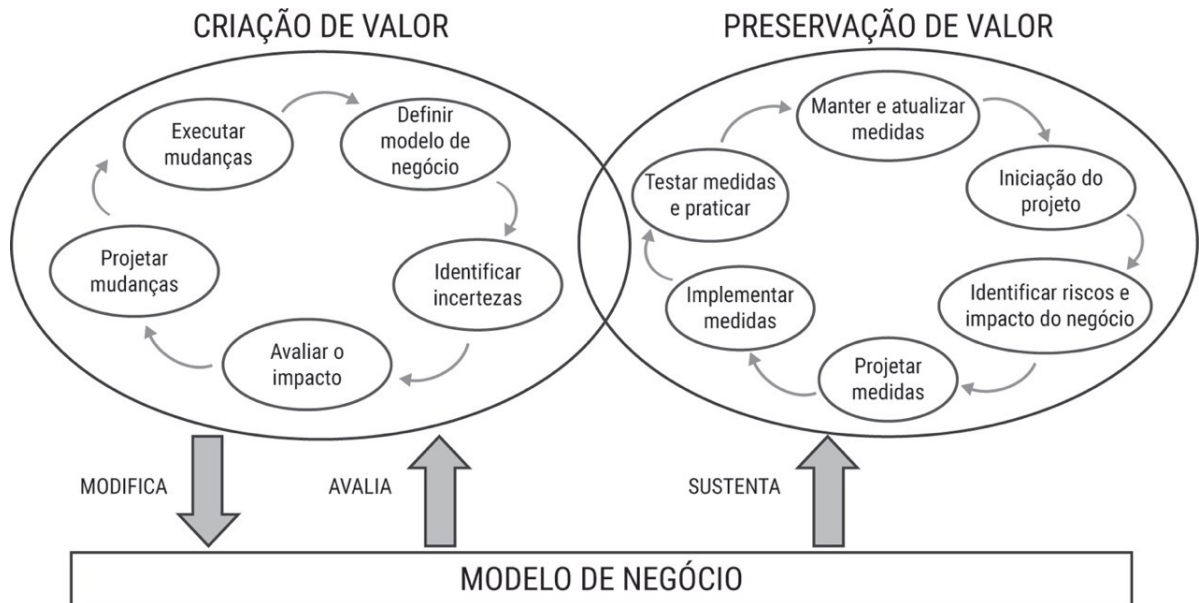 CRIAÇÃO DE VALOR
Executar
mudanças
Definir
modelo de
negócio
Identificar
incertezas
Avaliar o
impacto
Projetar
mudanças
PRESERVAÇÃO DE VALOR
Manter e atualizar
medidas
Iniciação do
projeto
Identificar riscos e
impacto do negócio
Projetar
medidas
Implementar
medidas
Testar medidas
e praticar
MODIFICA
AVALIA
SUSTENTA
MODELO DE NEGÓCIO